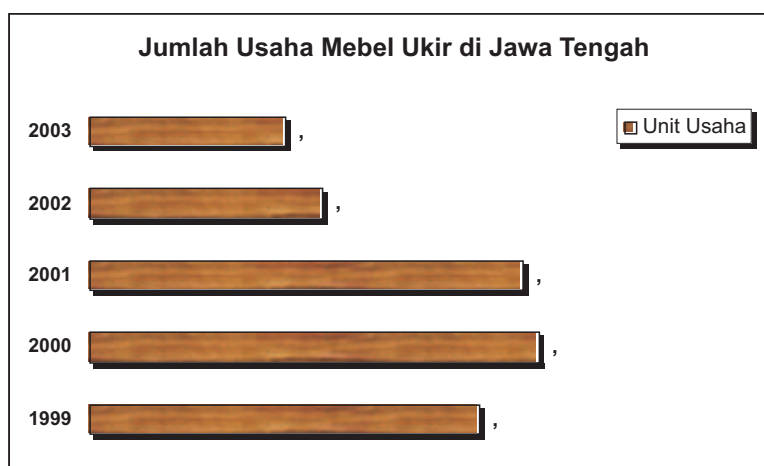 Jumlah Usaha Mebel Ukir di Jawa Tengah
Unit Usaha
2003 ,
2002 ,
2001 ,
2000 ,
1999 ,